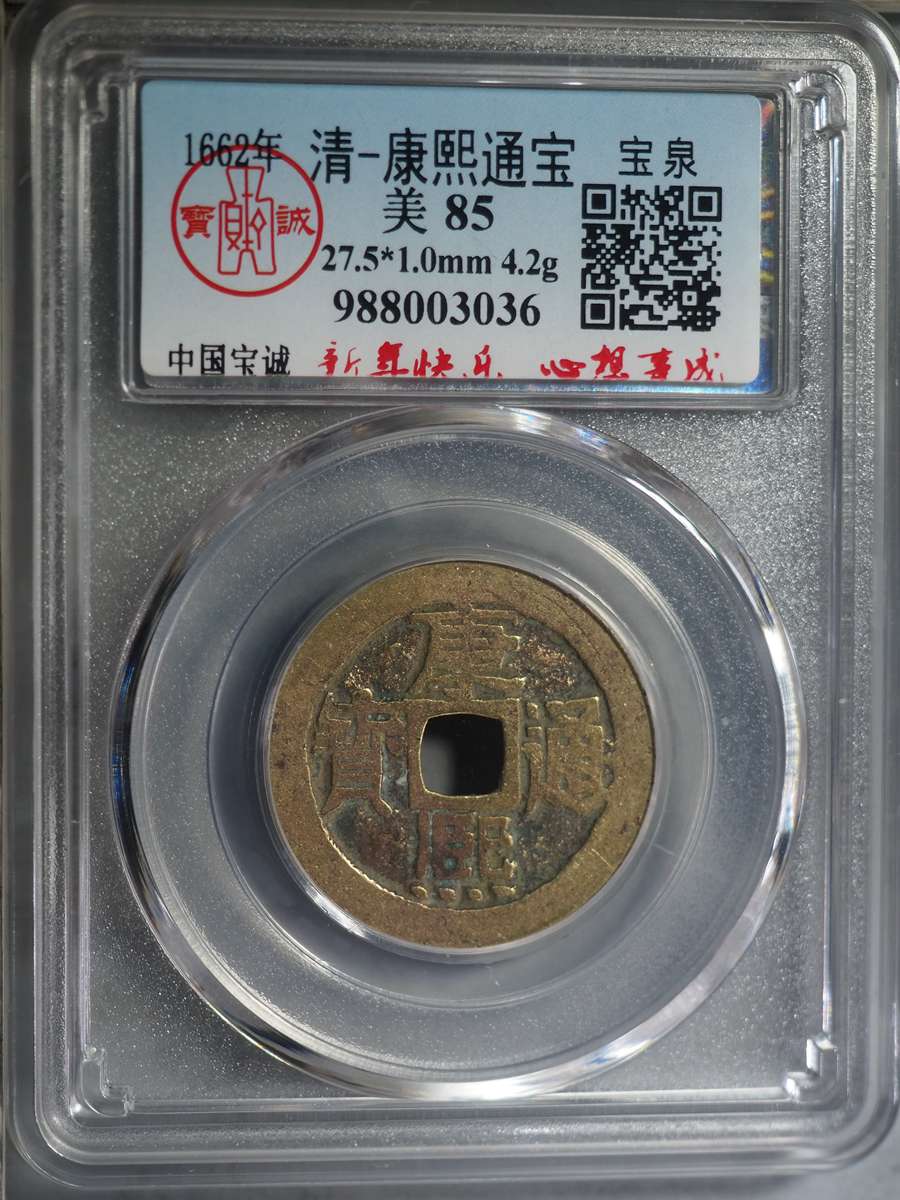 1662年 清-康熙通宝 宝泉
寶 誠
美 85
27.5*1.0mm 4.2g
988003036
中国宝诚 新年快乐 心想事成
康
寶 通
熙